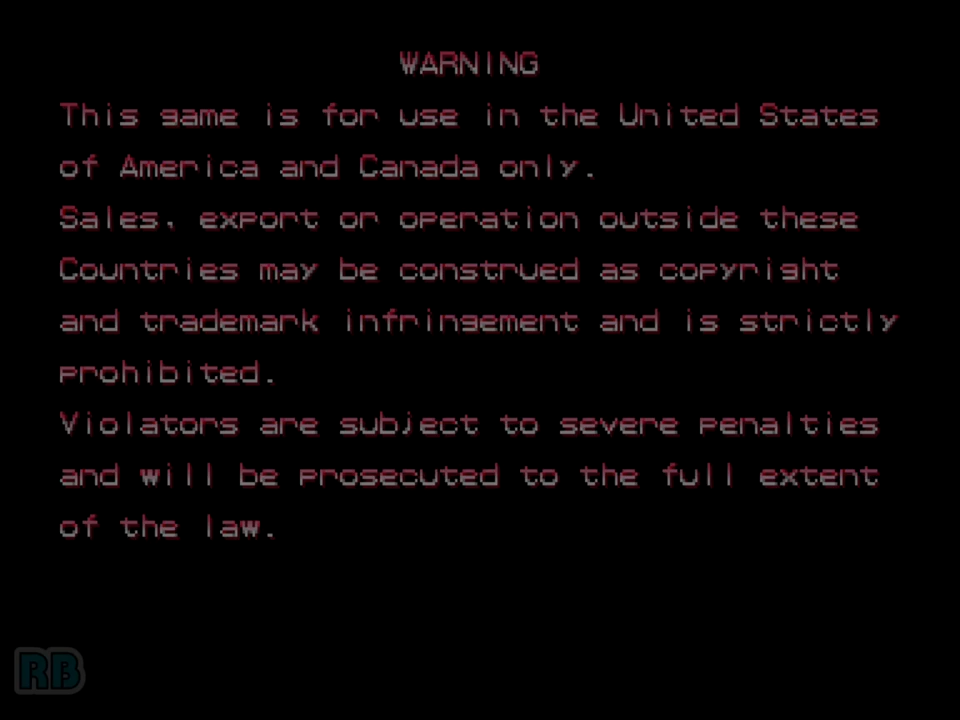 WARNING
This game is for use in the United States
of America and Canada only.
Sales, export or operation outside these
Countries may be construed as copyright
and trademark infringement and is strictly
prohibited.
Violators are subject to severe penalties
and will be prosecuted to the full extent
of the law.
RB